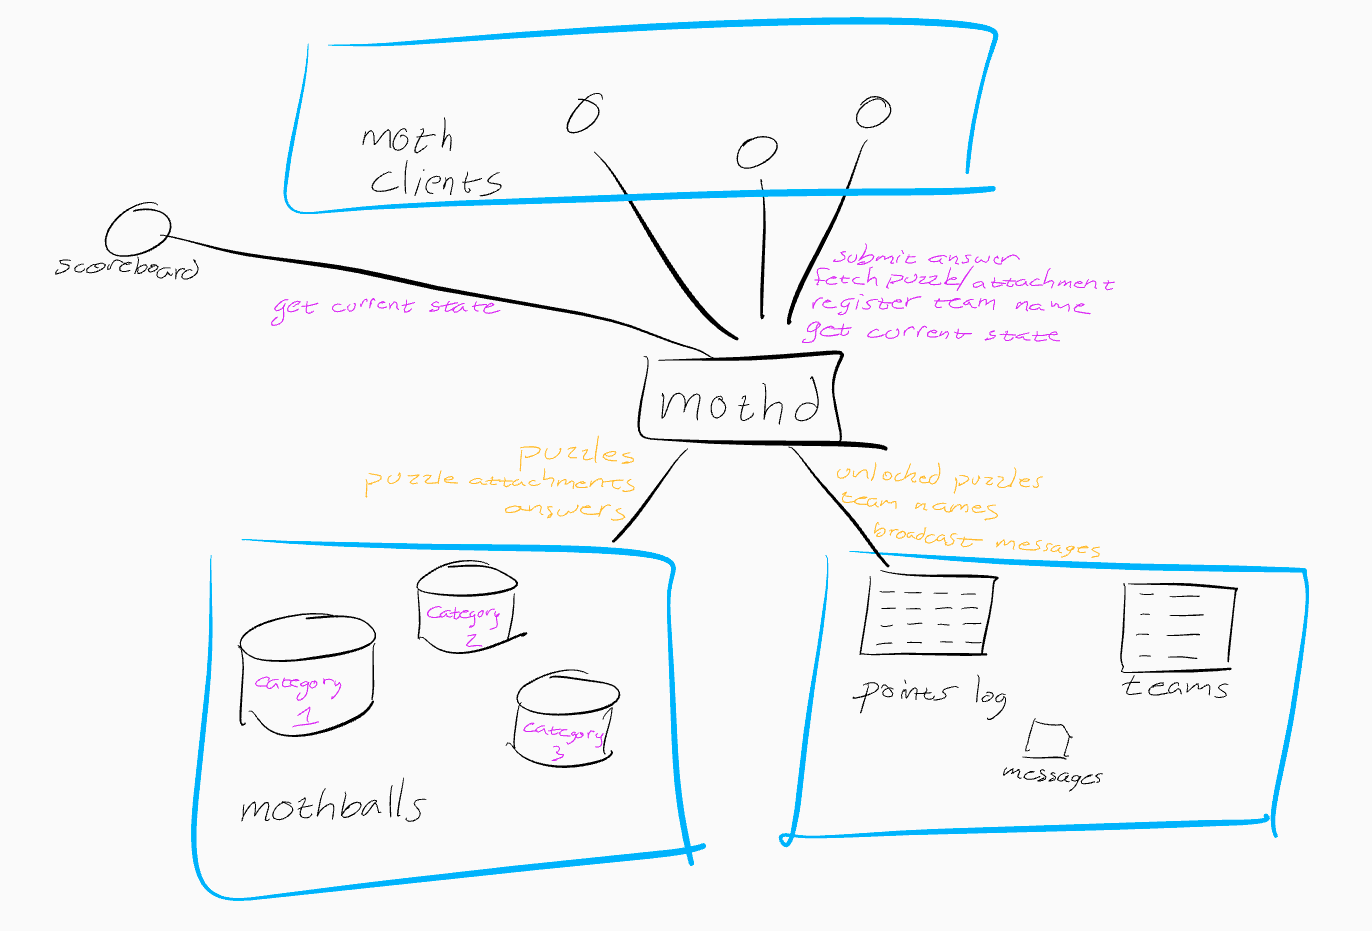 moth
clients
scoreboard
get current state
submit answer
fetch puzzle/attachment
register team name
get current state
mothd
puzzles
puzzle attachments
answers
unlocked puzzles
team names
broadcast messages
category
1
category
2
category
3
mothballs
points log
teams
messages